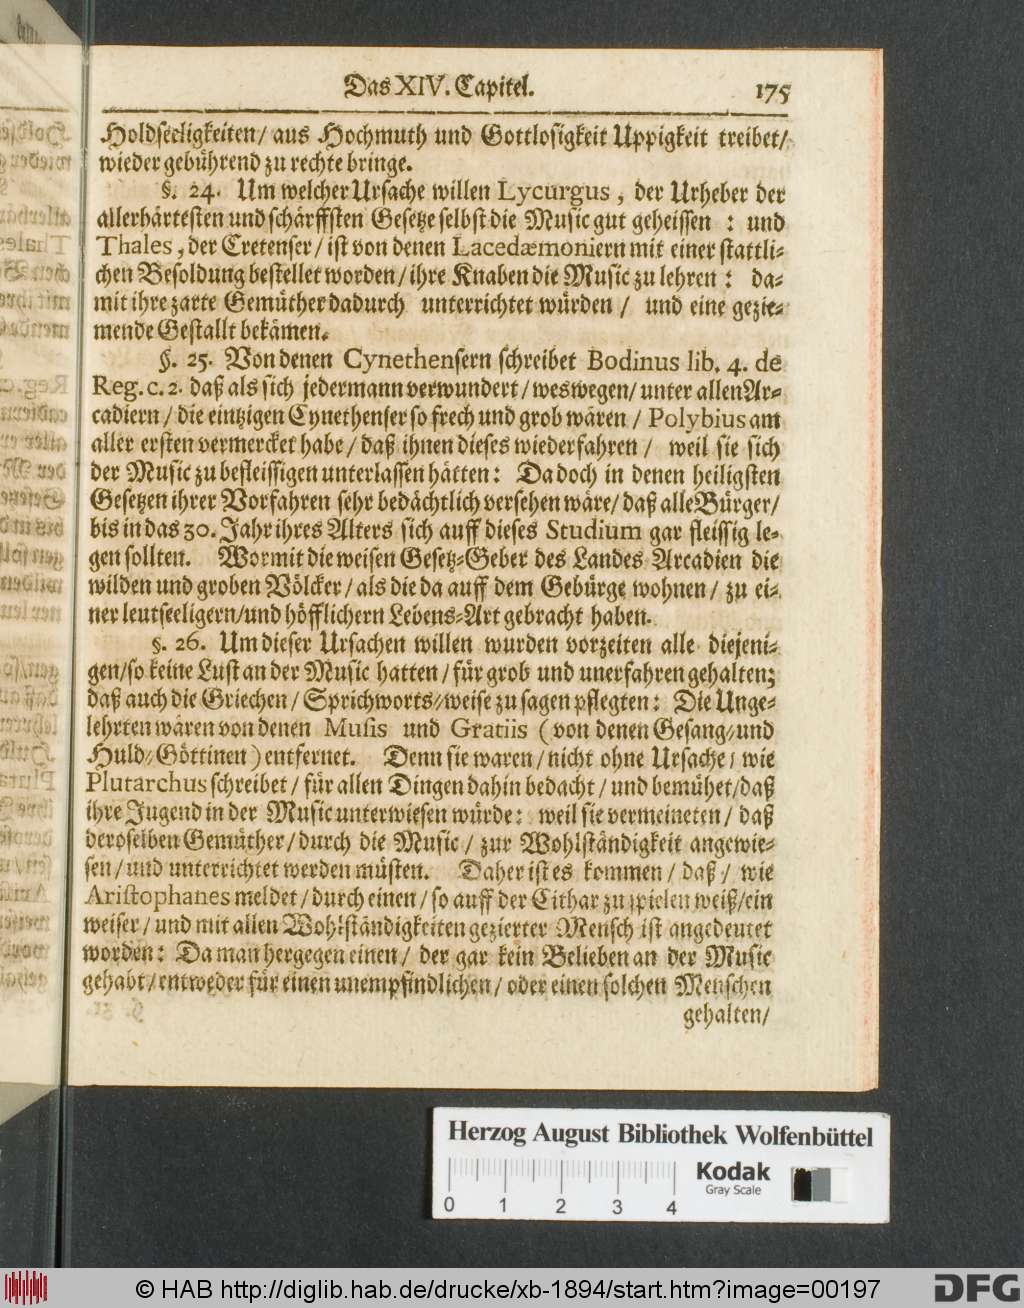 Das XIV. Capitel. 175
Holdseeligkeiten/ aus Hochmuth und Gottlosigkeit Uppigkeit treibet/
wieder gebührend zu rechte bringe.
§. 24. Um welcher Ursache willen Lycurgus, der Urheber der
allerhärtesten und schärffsten Gesetze selbst die Music gut geheissen : und
Thales, der Cretenser/ ist von denen Lacedæmoniern mit einer stattli-
chen Besoldung bestellet worden/ ihre Knaben die Music zu lehren : da-
mit ihre zarte Gemüther dadurch unterrichtet würden / und eine gezie-
mende Gestallt bekämen.
§. 25. Von denen Cynethensern schreibet Bodinus lib. 4. de
Reg. c. 2. daß als sich jedermann verwundert/ weswegen/ unter allen Ar-
cadiern / die eintzigen Cynethenser so frech und grob wären / Polybius am
aller ersten vermercket habe / daß ihnen dieses wiederfahren / weil sie sich
der Music zu befleissigen unterlassen hätten: Da doch in denen heiligsten
Gesetzen ihrer Vorfahren sehr bedächtlich versehen wäre/ daß alle Bürger/
bis in das 30. Jahr ihres Alters sich auff dieses Studium gar fleissig le-
gen sollten. Wormit die weisen Gesetz-Geber des Landes Arcadien die
wilden und groben Völcker/ als die da auff dem Gebürge wohnen/ zu ei-
ner leutseeligern/ und höfflichern Lebens-Art gebracht haben.
§. 26. Um dieser Ursachen willen wurden vorzeiten alle diejeni-
gen/ so keine Lust an der Music hatten / für grob und unerfahren gehalten;
daß auch die Griechen / Sprichworts-weise zu sagen pflegten: Die Unge-
lehrten wären von denen Musis und Gratiis ( von denen Gesang- und
Huld-Göttinen ) entfernet. Denn sie waren / nicht ohne Ursache/ wie
Plutarchus schreibet / für allen Dingen dahin bedacht / und bemühet/ daß
ihre Jugend in der Music unterwiesen würde: weil sie vermeineten / daß
deroselben Gemüther/ durch die Music / zur Wohlständigkeit angewie-
sen / und unterrichtet werden müsten. Daher ist es kommen / daß / wie
Aristophanes meldet / durch einen / so auff der Cithar zu spielen weiß/ ein
weiser / und mit allen Wohlständigkeiten gezierter Mensch ist angedeutet
worden: Da man hergegen einen / der gar kein Belieben an der Music
gehabt / entweder für einen unempfindlichen / oder einen solchen Menschen
gehalten/
Herzog August Bibliothek Wolfenbüttel
Kodak
Gray Scale
0 1 2 3 4
© HAB http://diglib.hab.de/drucke/xb-1894/start.htm?image=00197
DFG